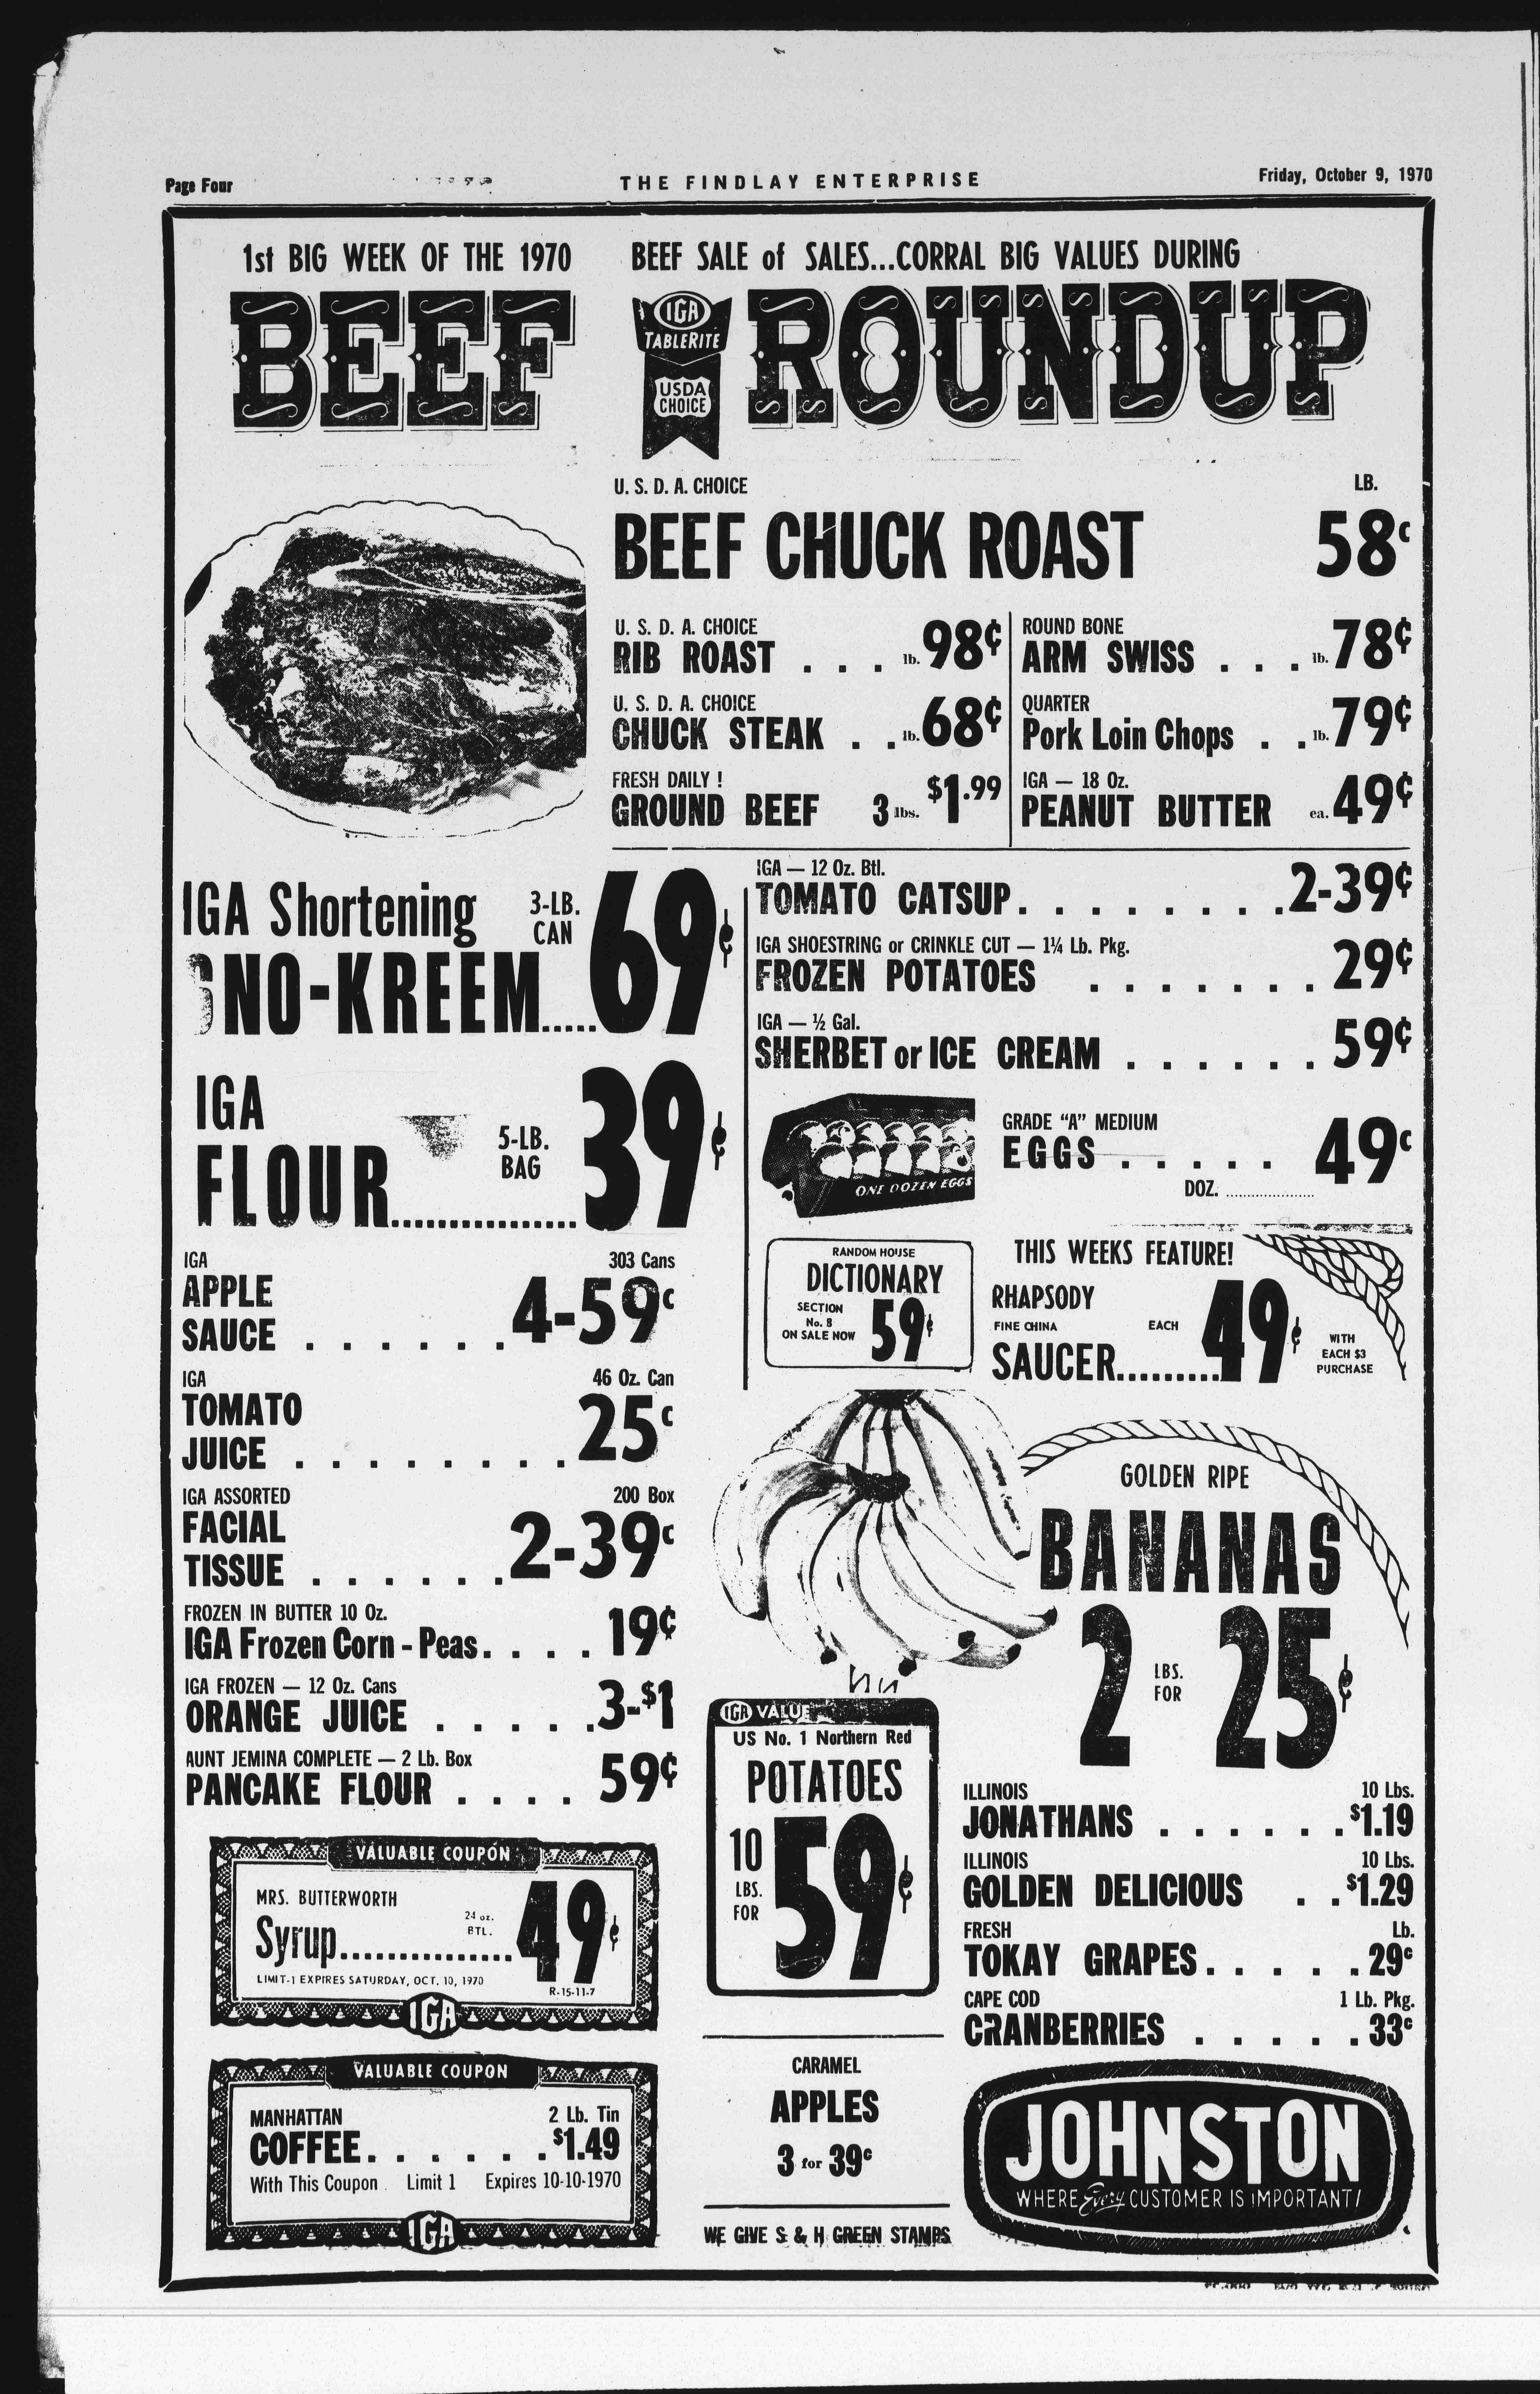 Page Four
THE FINDLAY ENTERPRISE
Friday, October 9, 1970
1st BIG WEEK OF THE 1970
BEEF SALE of SALES...CORRAL BIG VALUES DURING
BEEF
IGA
TABLERITE
USDA
CHOICE
ROUNDUP
U. S. D. A. CHOICE
LB.
BEEF CHUCK ROAST 58c
U. S. D. A. CHOICE
RIB ROAST . . . lb. 98¢
U. S. D. A. CHOICE
CHUCK STEAK . . lb. 68¢
FRESH DAILY !
GROUND BEEF 3 lbs. $1.99
ROUND BONE
ARM SWISS . . . lb. 78¢
QUARTER
Pork Loin Chops . . lb. 79¢
IGA — 18 Oz.
PEANUT BUTTER ea. 49¢
IGA Shortening 3-LB. CAN
SNO-KREEM..... 69¢
IGA
FLOUR 5-LB. BAG 39¢
IGA — 12 Oz. Btl.
TOMATO CATSUP. . . . . . . . . 2-39¢
IGA SHOESTRING or CRINKLE CUT — 1¼ Lb. Pkg.
FROZEN POTATOES . . . . . . . 29¢
IGA — ½ Gal.
SHERBET or ICE CREAM . . . . . . 59¢
ONE DOZEN EGGS
GRADE "A" MEDIUM
EGGS . . . . . 49c
DOZ. ....................
RANDOM HOUSE
DICTIONARY
SECTION
No. 8
ON SALE NOW
59¢
THIS WEEKS FEATURE!
RHAPSODY
FINE CHINA EACH
SAUCER.......... 49¢
WITH
EACH $3
PURCHASE
IGA 303 Cans
APPLE
SAUCE . . . . . . 4-59c
IGA 46 Oz. Can
TOMATO
JUICE . . . . . . . . 25c
IGA ASSORTED 200 Box
FACIAL
TISSUE . . . . . . 2-39c
FROZEN IN BUTTER 10 Oz.
IGA Frozen Corn - Peas. . . . 19¢
IGA FROZEN — 12 Oz. Cans
ORANGE JUICE . . . . . 3-$1
AUNT JEMINA COMPLETE — 2 Lb. Box
PANCAKE FLOUR . . . . 59¢
GOLDEN RIPE
BANANAS
2 LBS. FOR 25¢
IGA VALUE
US No. 1 Northern Red
POTATOES
10 LBS. FOR 59¢
ILLINOIS 10 Lbs.
JONATHANS . . . . . . $1.19
ILLINOIS 10 Lbs.
GOLDEN DELICIOUS . . $1.29
FRESH Lb.
TOKAY GRAPES. . . . . 29c
CAPE COD 1 Lb. Pkg.
CRANBERRIES . . . . . 33c
VALUABLE COUPON
MRS. BUTTERWORTH
Syrup............... 24 oz. BTL. 49¢
LIMIT-1 EXPIRES SATURDAY, OCT. 10, 1970
R-15-11-7
IGA
VALUABLE COUPON
MANHATTAN 2 Lb. Tin
COFFEE. . . . . . $1.49
With This Coupon Limit 1 Expires 10-10-1970
IGA
CARAMEL
APPLES
3 for 39c
WE GIVE S & H GREEN STAMPS
JOHNSTON
WHERE Every CUSTOMER IS IMPORTANT!